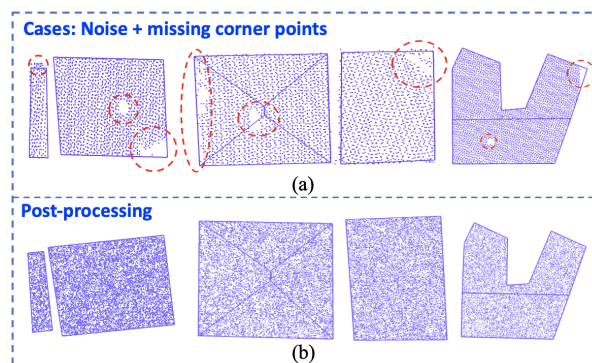 Cases: Noise + missing corner points
(a)
Post-processing
(b)